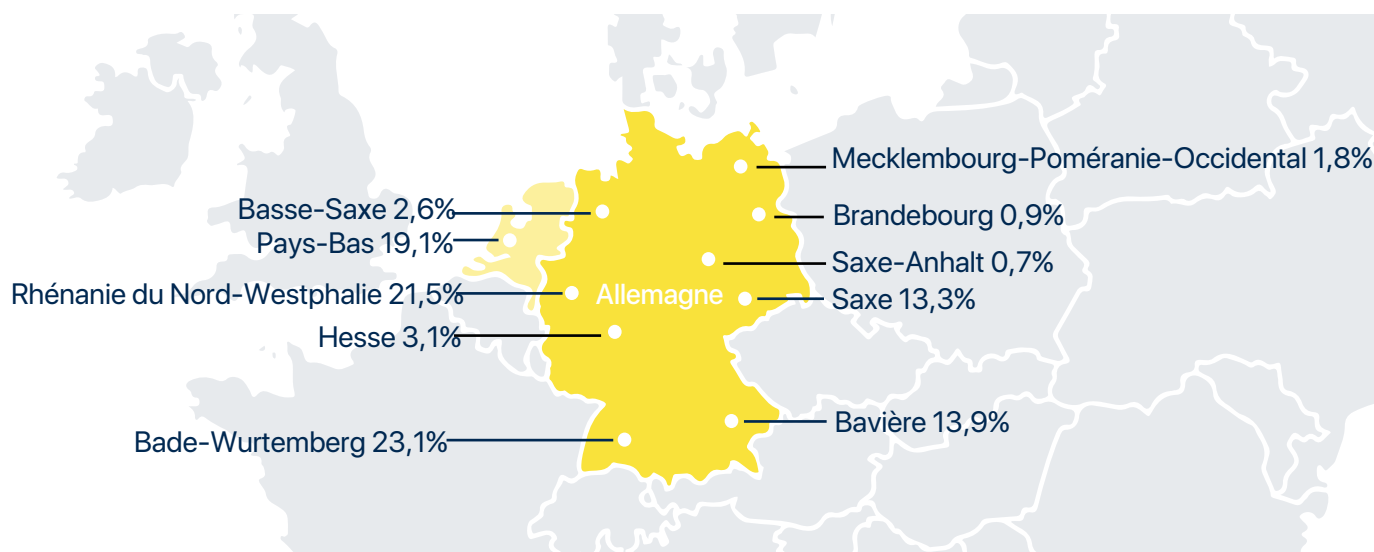 Mecklembourg-Poméranie-Occidental 1,8%
Basse-Saxe 2,6%
Brandebourg 0,9%
Pays-Bas 19,1%
Saxe-Anhalt 0,7%
Rhénanie du Nord-Westphalie 21,5%
Allemagne
Saxe 13,3%
Hesse 3,1%
Bavière 13,9%
Bade-Wurtemberg 23,1%